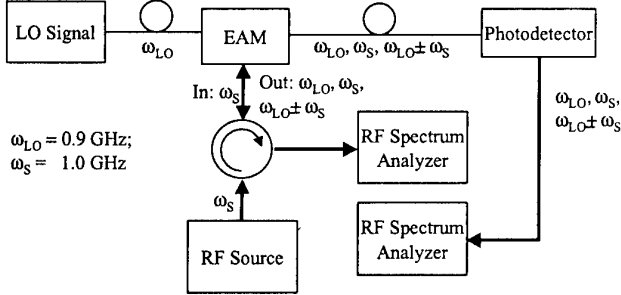 LO Signal
ω_LO
EAM
ω_LO, ω_S, ω_LO ± ω_S
Photodetector
In: ω_S
Out: ω_LO, ω_S,
ω_LO ± ω_S
ω_LO, ω_S,
ω_LO ± ω_S
ω_LO = 0.9 GHz;
ω_S = 1.0 GHz
RF Spectrum
Analyzer
ω_S
RF Source
RF Spectrum
Analyzer